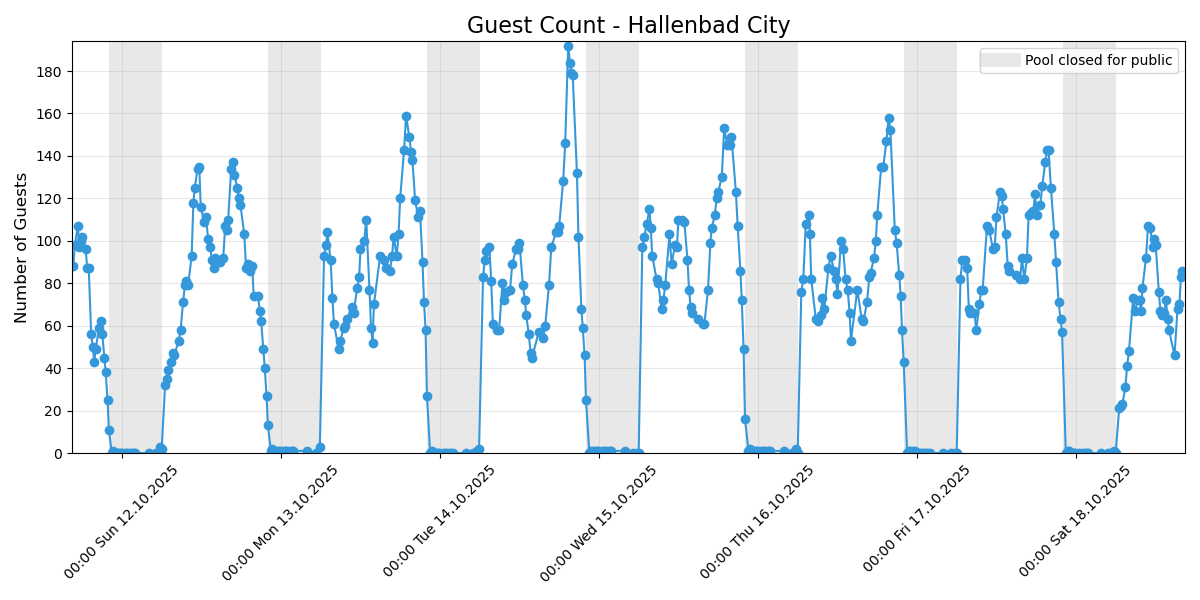 Guest Count - Hallenbad City
Pool closed for public
Number of Guests
180
160
140
120
100
80
60
40
20
0
00:00 Sun 12.10.2025
00:00 Mon 13.10.2025
00:00 Tue 14.10.2025
00:00 Wed 15.10.2025
00:00 Thu 16.10.2025
00:00 Fri 17.10.2025
00:00 Sat 18.10.2025